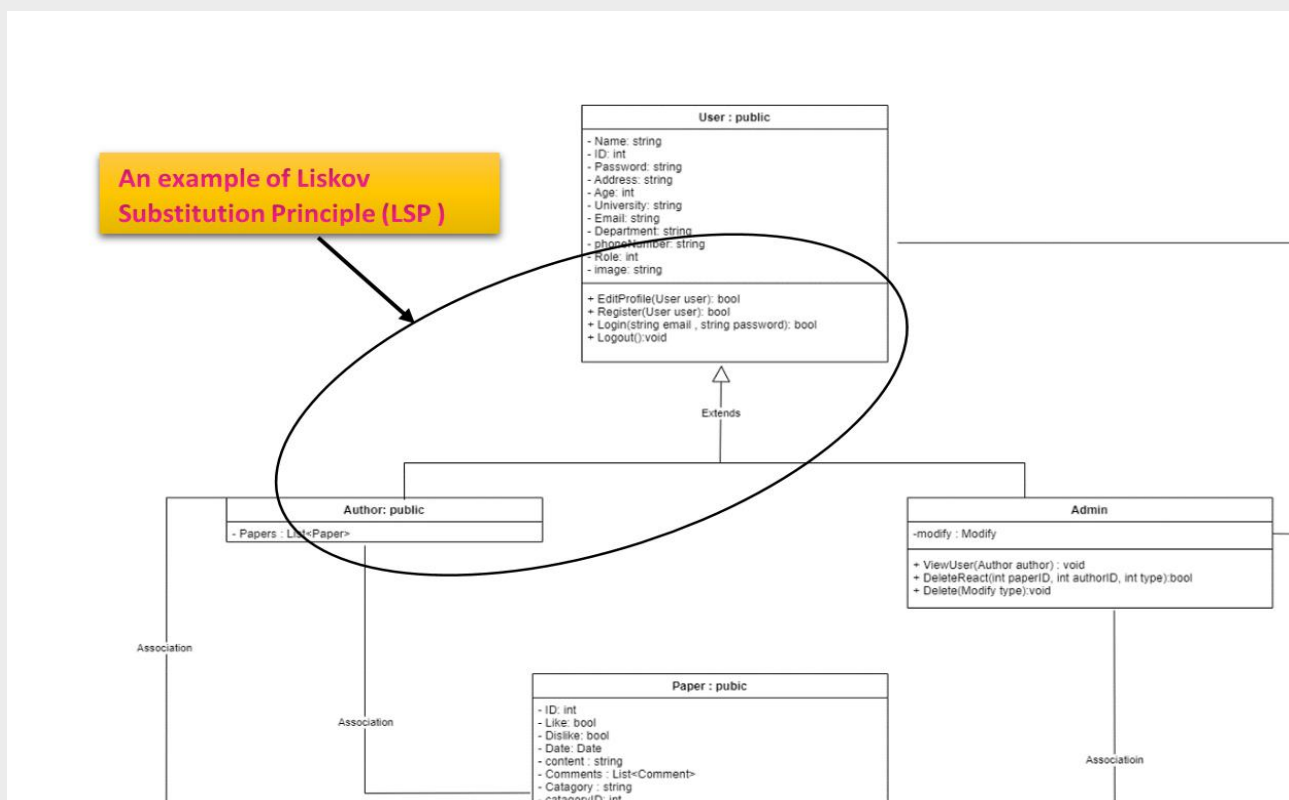 User : public
- Name: string
- ID: int
- Password: string
- Address: string
- Age: int
- University: string
- Email: string
- Department: string
- phoneNumber: string
- Role: int
- image: string
+ EditProfile(User user): bool
+ Register(User user): bool
+ Login(string email , string password): bool
+ Logout():void
An example of Liskov
Substitution Principle (LSP )
Extends
Author: public
- Papers : List<Paper>
Admin
-modify : Modify
+ ViewUser(Author author) : void
+ DeleteReact(int paperID, int authorID, int type):bool
+ Delete(Modify type):void
Association
Association
Paper : pubic
- ID: int
- Like: bool
- Dislike: bool
- Date: Date
- content : string
- Comments : List<Comment>
- Catagory : string
- catagoryID: int
Associatioin